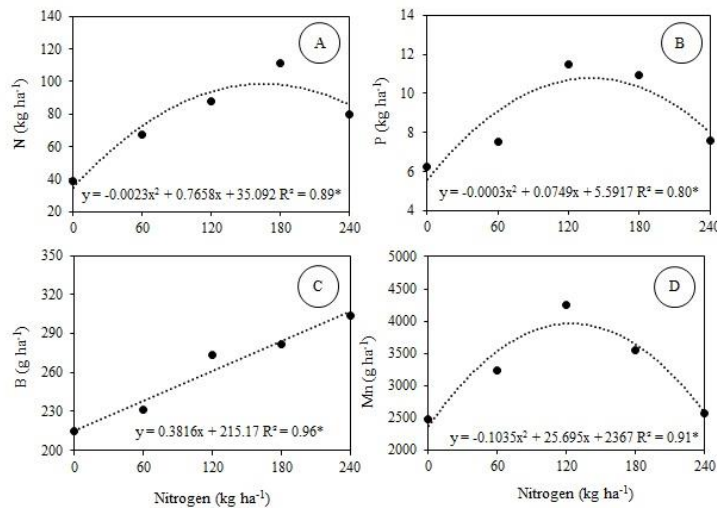 140
120
100
80
60
40
20
N (kg ha⁻¹)
A
y = -0.0023x² + 0.7658x + 35.092 R² = 0.89*
0 60 120 180 240
14
12
10
8
6
4
P (kg ha⁻¹)
B
y = -0.0003x² + 0.0749x + 5.5917 R² = 0.80*
0 60 120 180 240
350
320
290
260
230
200
B (g ha⁻¹)
C
y = 0.3816x + 215.17 R² = 0.96*
0 60 120 180 240
Nitrogen (kg ha⁻¹)
5000
4500
4000
3500
3000
2500
2000
Mn (g ha⁻¹)
D
y = -0.1035x² + 25.695x + 2367 R² = 0.91*
0 60 120 180 240
Nitrogen (kg ha⁻¹)